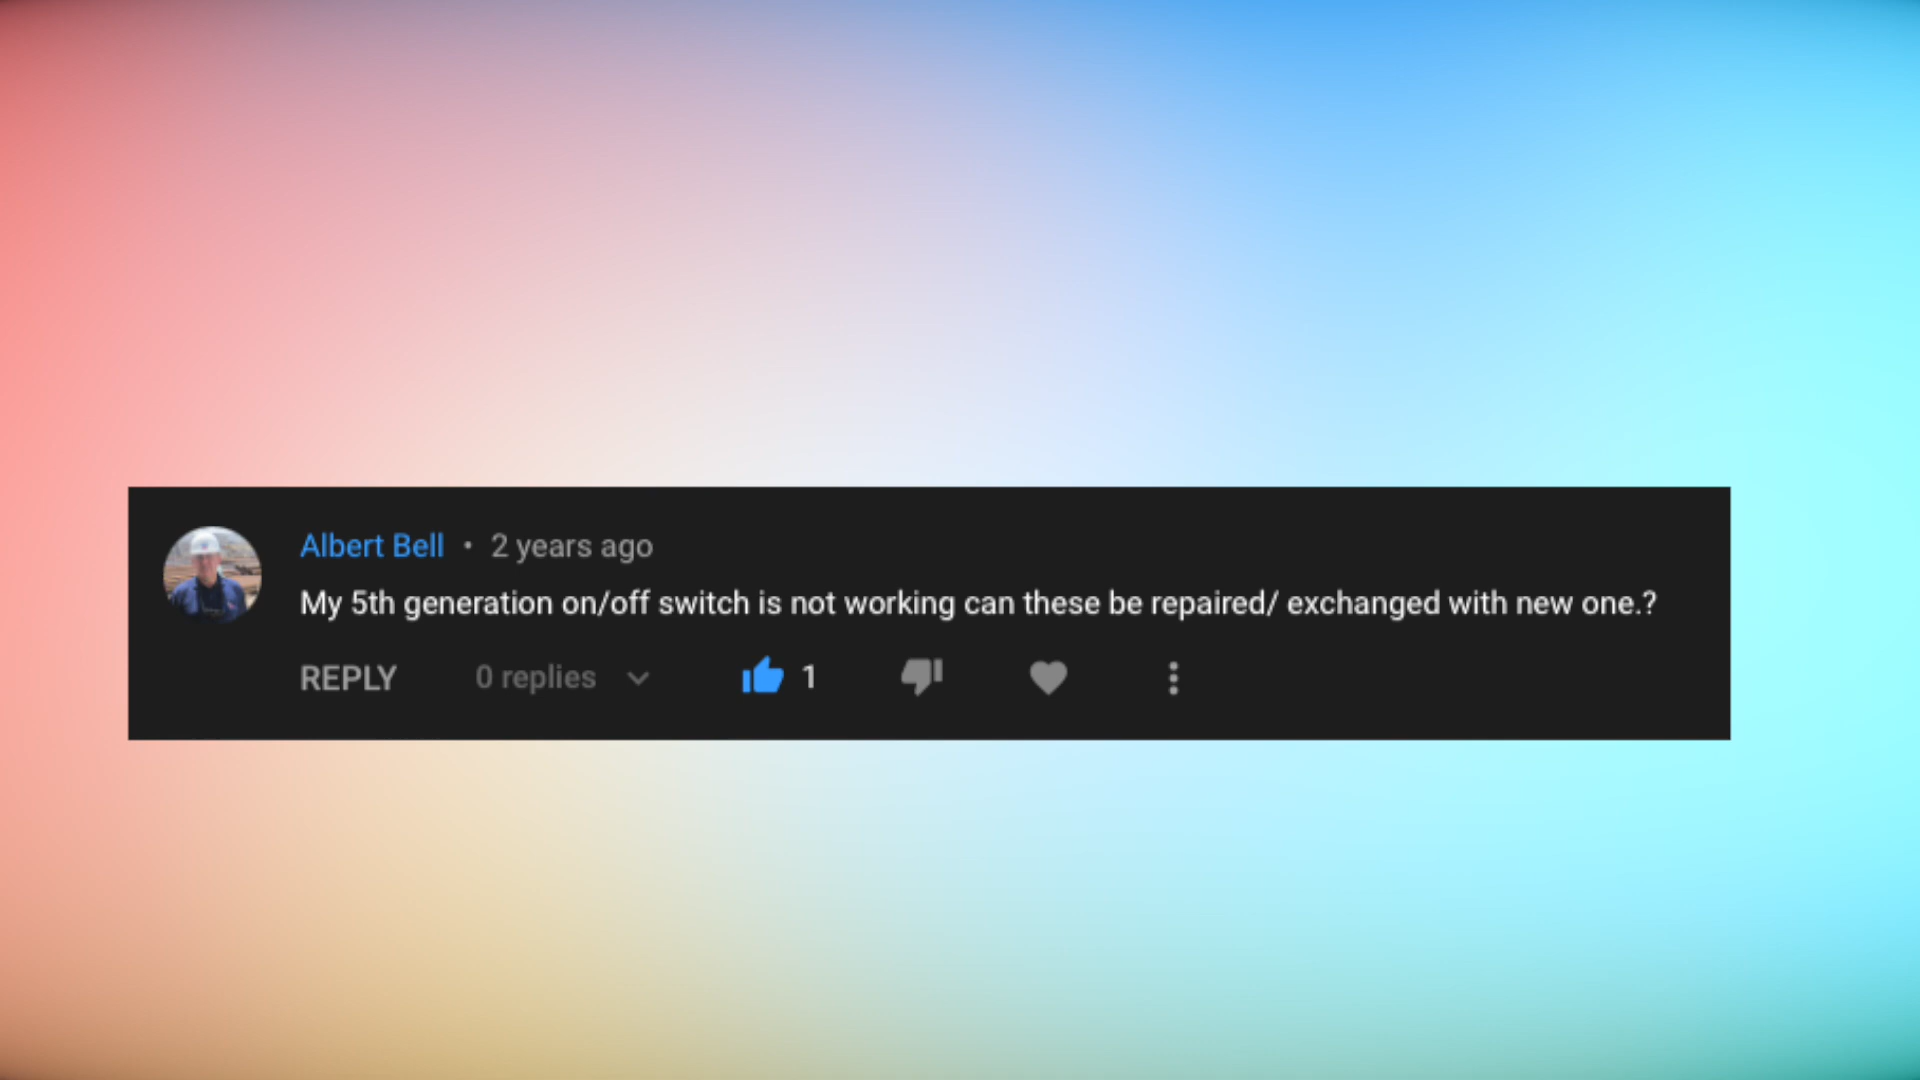 Albert Bell • 2 years ago
My 5th generation on/off switch is not working can these be repaired/ exchanged with new one.?
REPLY 0 replies 1